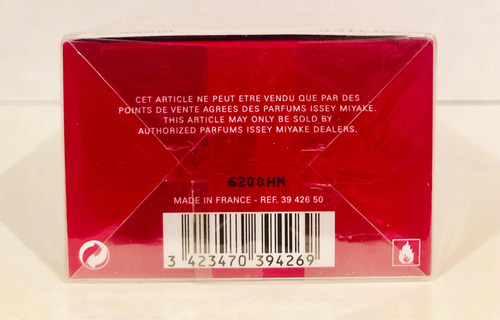 CET ARTICLE NE PEUT ETRE VENDU QUE PAR DES
POINTS DE VENTE AGREES DES PARFUMS ISSEY MIYAKE.
THIS ARTICLE MAY ONLY BE SOLD BY
AUTHORIZED PARFUMS ISSEY MIYAKE DEALERS.
6200HM
MADE IN FRANCE - REF. 39 426 50
3 423470 394269